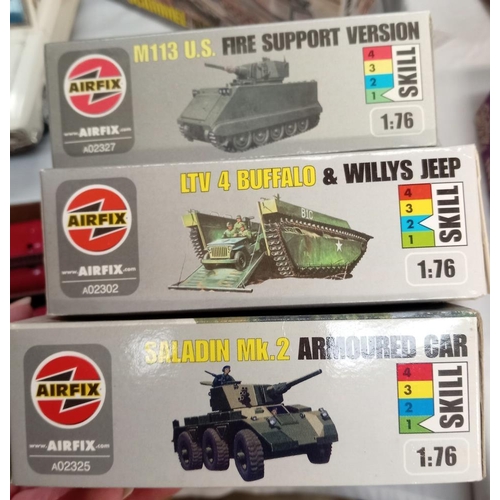 M113 U.S. FIRE SUPPORT VERSION
AIRFIX
www.AIRFIX.com
A02327
4
3
2
1
SKILL
1:76
LTV 4 BUFFALO & WILLYS JEEP
AIRFIX
www.AIRFIX.com
A02302
BIC
4
3
2
1
SKILL
1:76
SALADIN Mk.2 ARMOURED CAR
AIRFIX
www.AIRFIX.com
A02325
4
3
2
1
SKILL
1:76